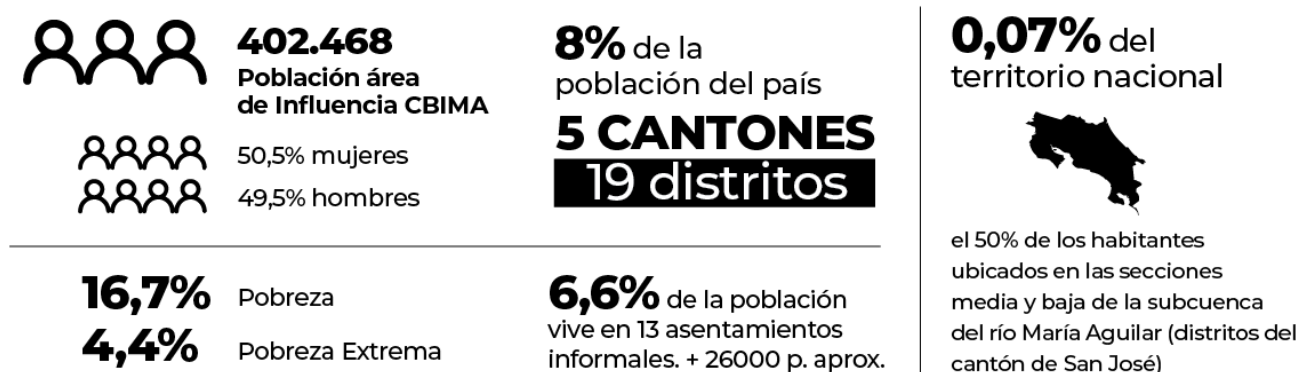 402.468
Población área
de Influencia CBIMA
50,5% mujeres
49,5% hombres
8% de la
población del país
5 CANTONES
19 distritos
16,7% Pobreza
4,4% Pobreza Extrema
6,6% de la población
vive en 13 asentamientos
informales. + 26000 p. aprox.
0,07% del
territorio nacional
el 50% de los habitantes
ubicados en las secciones
media y baja de la subcuenca
del río María Aguilar (distritos del
cantón de San José)